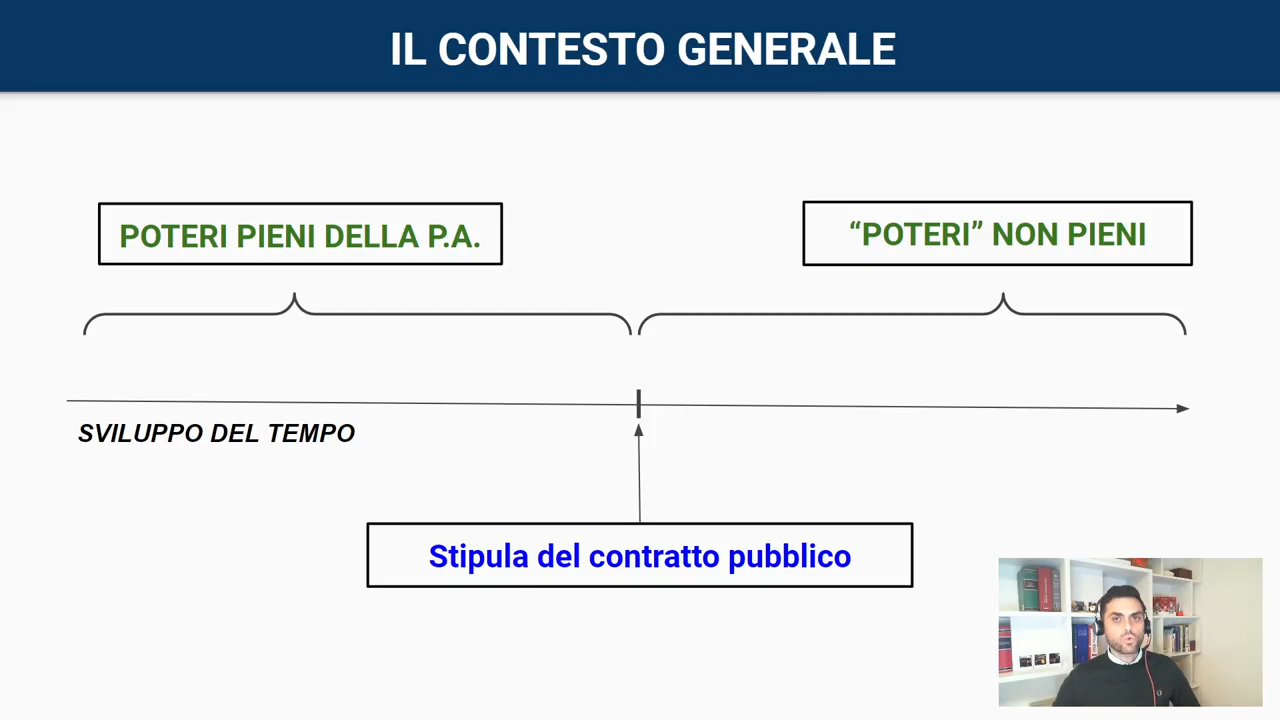 IL CONTESTO GENERALE
POTERI PIENI DELLA P.A.
“POTERI” NON PIENI
SVILUPPO DEL TEMPO
Stipula del contratto pubblico